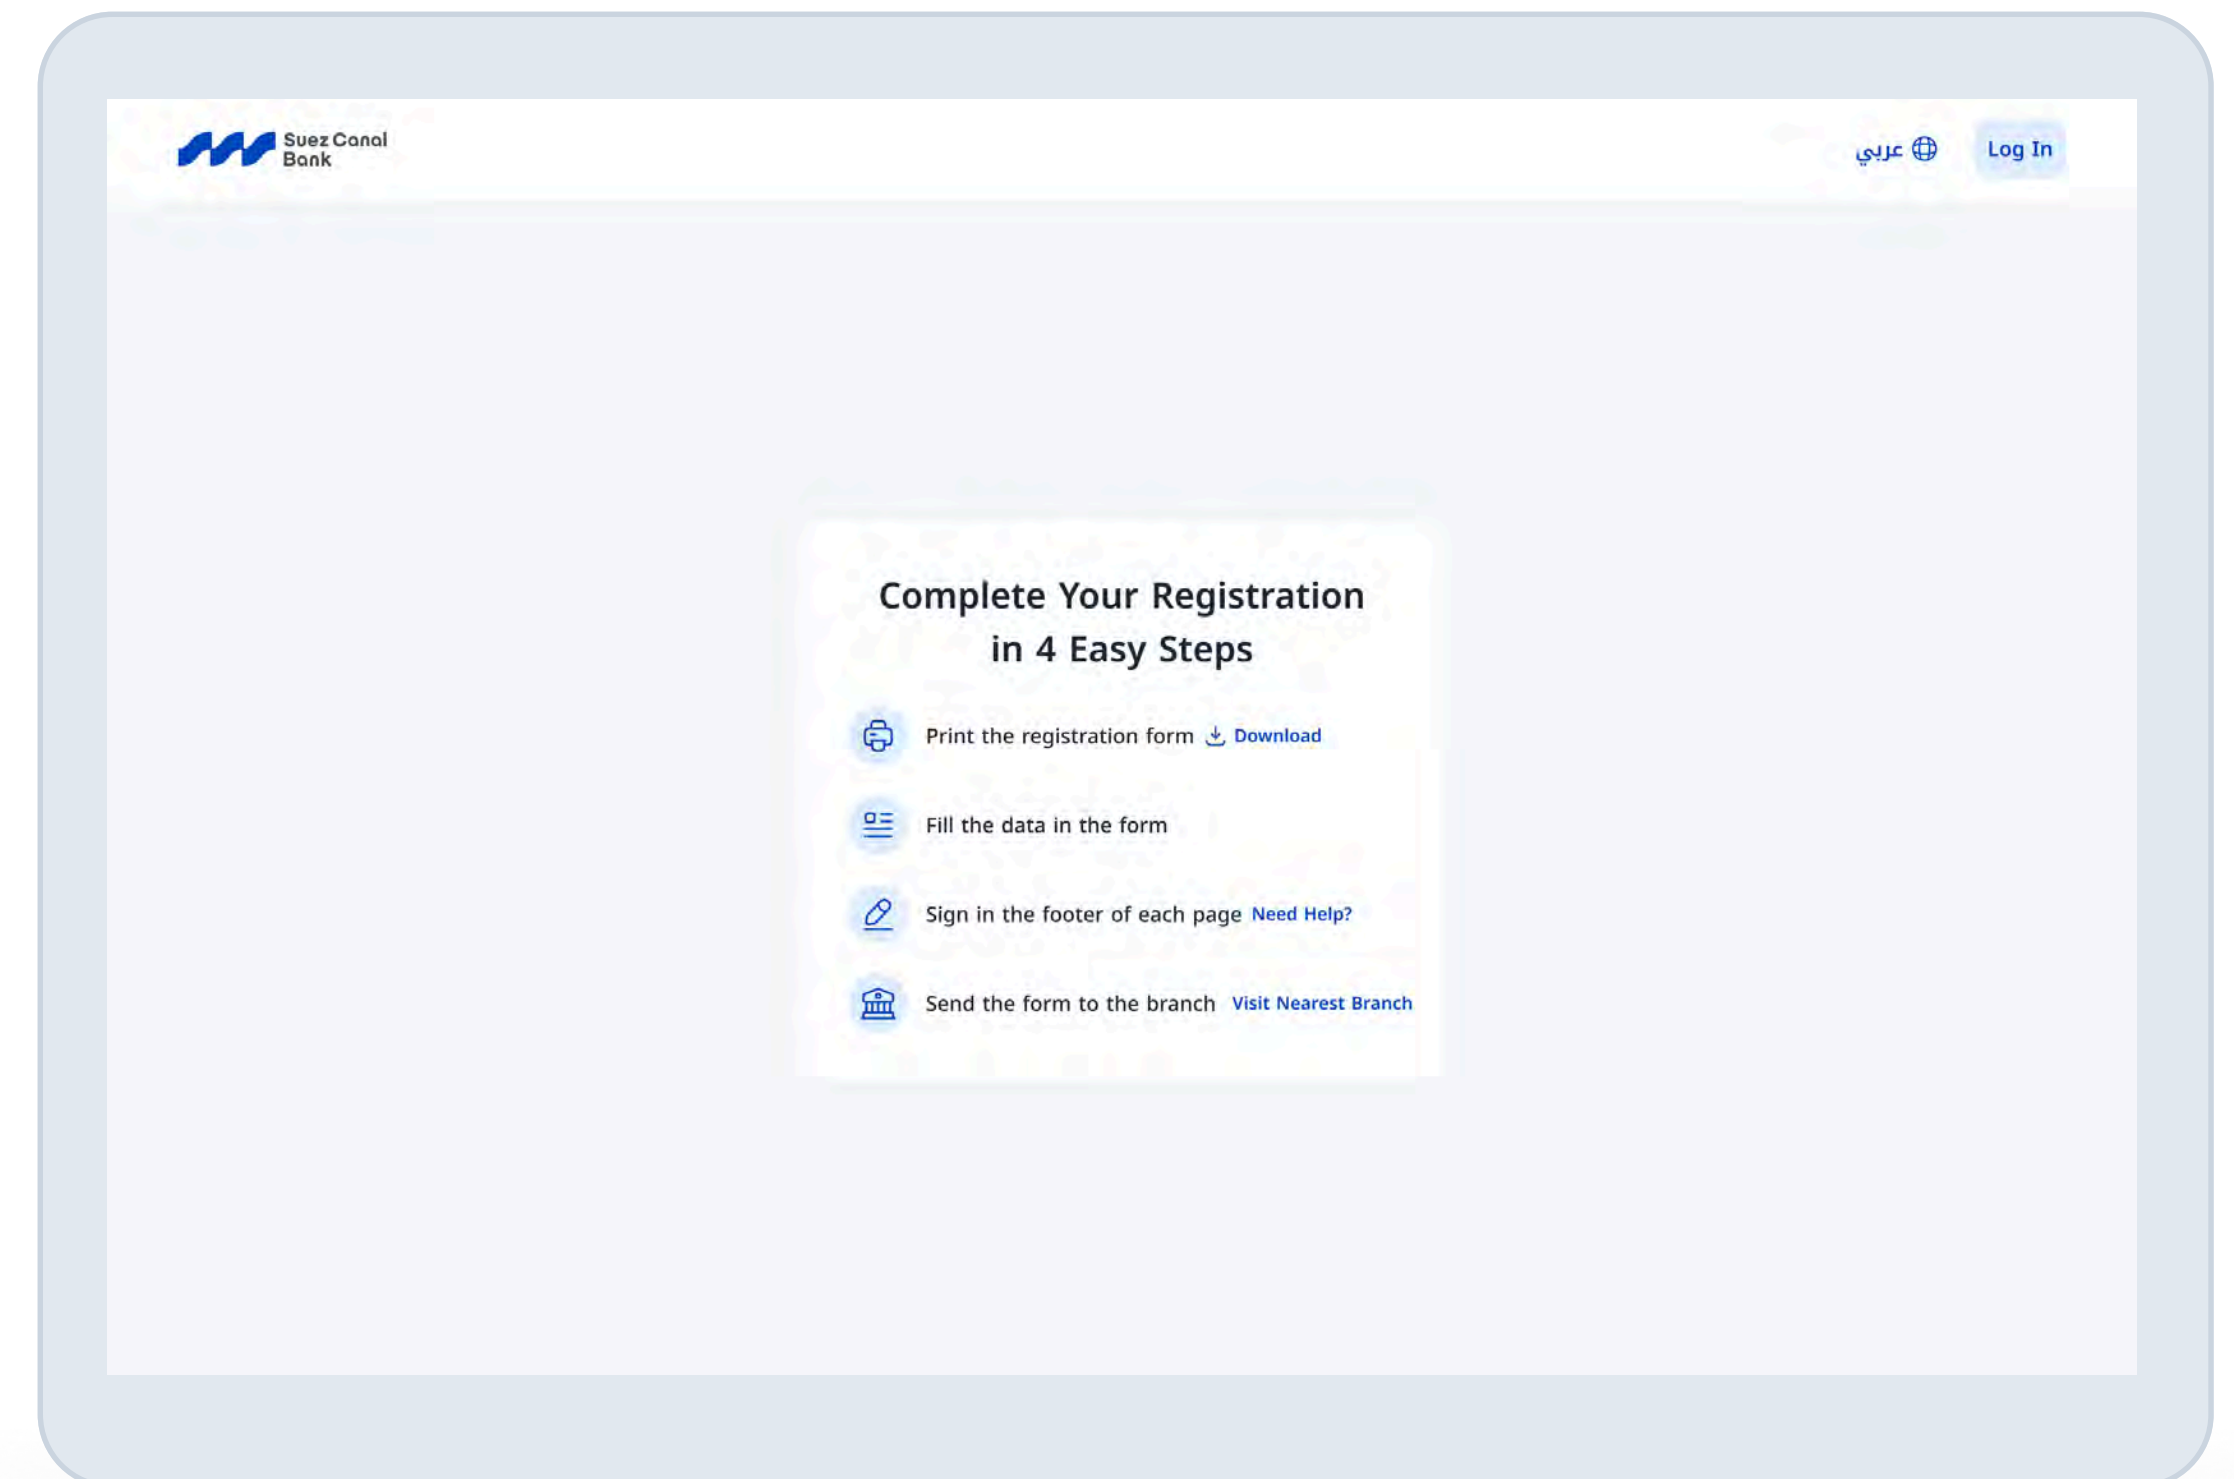 Suez Canal
Bank
عربي
Log In
Complete Your Registration
in 4 Easy Steps
Print the registration form Download
Fill the data in the form
Sign in the footer of each page Need Help?
Send the form to the branch Visit Nearest Branch